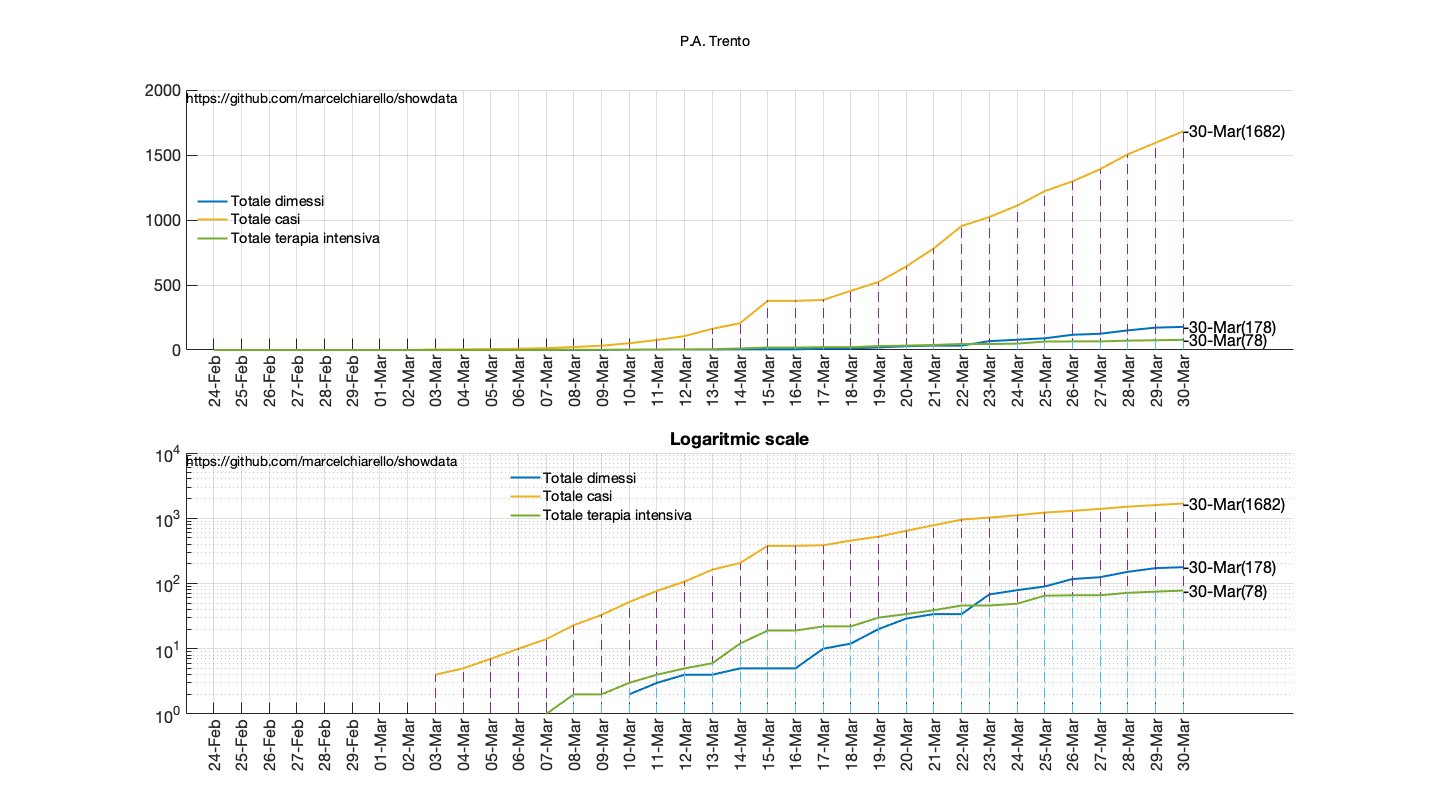 P.A. Trento
2000
https://github.com/marcelchiarello/showdata
1500
1000
500
0
Totale dimessi
Totale casi
Totale terapia intensiva
-30-Mar(1682)
-30-Mar(178)
-30-Mar(78)
24-Feb
25-Feb
26-Feb
27-Feb
28-Feb
29-Feb
01-Mar
02-Mar
03-Mar
04-Mar
05-Mar
06-Mar
07-Mar
08-Mar
09-Mar
10-Mar
11-Mar
12-Mar
13-Mar
14-Mar
15-Mar
16-Mar
17-Mar
18-Mar
19-Mar
20-Mar
21-Mar
22-Mar
23-Mar
24-Mar
25-Mar
26-Mar
27-Mar
28-Mar
29-Mar
30-Mar
Logaritmic scale
10^4
https://github.com/marcelchiarello/showdata
10^3
10^2
10^1
10^0
Totale dimessi
Totale casi
Totale terapia intensiva
-30-Mar(1682)
-30-Mar(178)
-30-Mar(78)
24-Feb
25-Feb
26-Feb
27-Feb
28-Feb
29-Feb
01-Mar
02-Mar
03-Mar
04-Mar
05-Mar
06-Mar
07-Mar
08-Mar
09-Mar
10-Mar
11-Mar
12-Mar
13-Mar
14-Mar
15-Mar
16-Mar
17-Mar
18-Mar
19-Mar
20-Mar
21-Mar
22-Mar
23-Mar
24-Mar
25-Mar
26-Mar
27-Mar
28-Mar
29-Mar
30-Mar